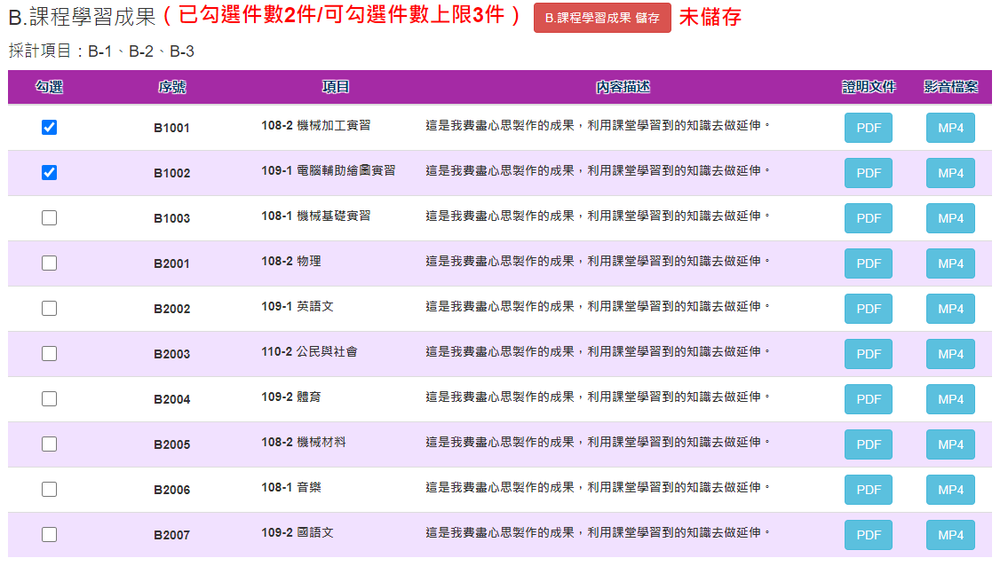 B.課程學習成果（已勾選件數2件/可勾選件數上限3件） B.課程學習成果 儲存 未儲存
採計項目：B-1、B-2、B-3
勾選 序號 項目 內容描述 證明文件 影音檔案
B1001 108-2 機械加工實習 這是我費盡心思製作的成果，利用課堂學習到的知識去做延伸。 PDF MP4
B1002 109-1 電腦輔助繪圖實習 這是我費盡心思製作的成果，利用課堂學習到的知識去做延伸。 PDF MP4
B1003 108-1 機械基礎實習 這是我費盡心思製作的成果，利用課堂學習到的知識去做延伸。 PDF MP4
B2001 108-2 物理 這是我費盡心思製作的成果，利用課堂學習到的知識去做延伸。 PDF MP4
B2002 109-1 英語文 這是我費盡心思製作的成果，利用課堂學習到的知識去做延伸。 PDF MP4
B2003 110-2 公民與社會 這是我費盡心思製作的成果，利用課堂學習到的知識去做延伸。 PDF MP4
B2004 109-2 體育 這是我費盡心思製作的成果，利用課堂學習到的知識去做延伸。 PDF MP4
B2005 108-2 機械材料 這是我費盡心思製作的成果，利用課堂學習到的知識去做延伸。 PDF MP4
B2006 108-1 音樂 這是我費盡心思製作的成果，利用課堂學習到的知識去做延伸。 PDF MP4
B2007 109-2 國語文 這是我費盡心思製作的成果，利用課堂學習到的知識去做延伸。 PDF MP4